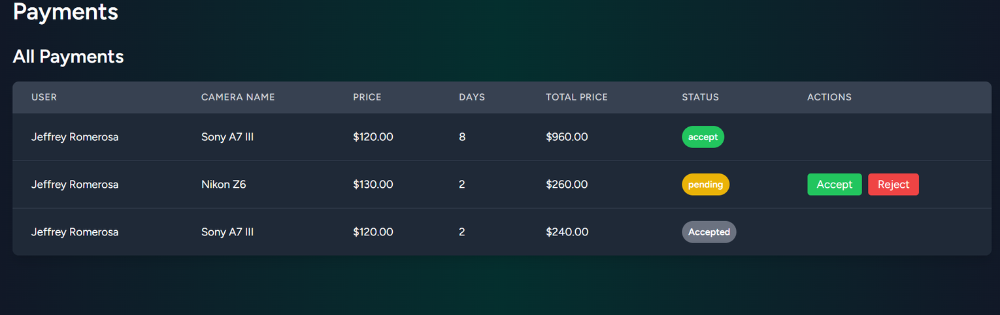 Payments
All Payments
USER CAMERA NAME PRICE DAYS TOTAL PRICE STATUS ACTIONS
Jeffrey Romerosa Sony A7 III $120.00 8 $960.00 accept
Jeffrey Romerosa Nikon Z6 $130.00 2 $260.00 pending Accept Reject
Jeffrey Romerosa Sony A7 III $120.00 2 $240.00 Accepted